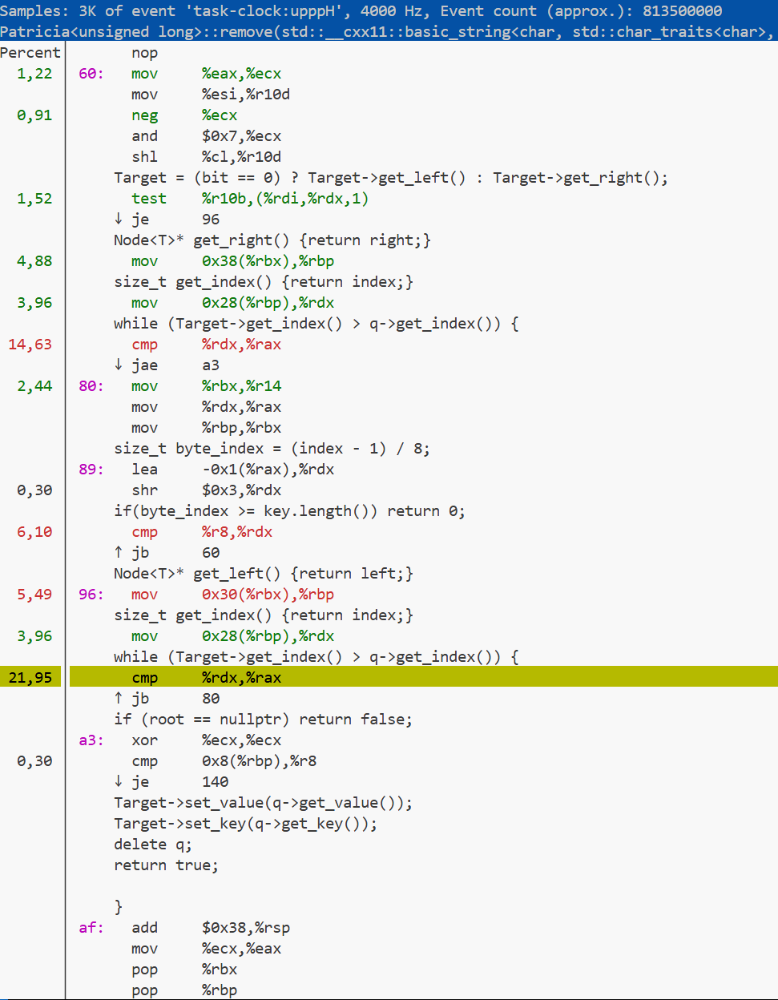 Samples: 3K of event 'task-clock:upppH', 4000 Hz, Event count (approx.): 813500000
Patricia<unsigned long>::remove(std::__cxx11::basic_string<char, std::char_traits<char>,
Percent nop
1,22 60: mov %eax,%ecx
mov %esi,%r10d
0,91 neg %ecx
and $0x7,%ecx
shl %cl,%r10d
Target = (bit == 0) ? Target->get_left() : Target->get_right();
1,52 test %r10b,(%rdi,%rdx,1)
↓ je 96
Node<T>* get_right() {return right;}
4,88 mov 0x38(%rbx),%rbp
size_t get_index() {return index;}
3,96 mov 0x28(%rbp),%rdx
while (Target->get_index() > q->get_index()) {
14,63 cmp %rdx,%rax
↓ jae a3
2,44 80: mov %rbx,%r14
mov %rdx,%rax
mov %rbp,%rbx
size_t byte_index = (index - 1) / 8;
89: lea -0x1(%rax),%rdx
0,30 shr $0x3,%rdx
if(byte_index >= key.length()) return 0;
6,10 cmp %r8,%rdx
↑ jb 60
Node<T>* get_left() {return left;}
5,49 96: mov 0x30(%rbx),%rbp
size_t get_index() {return index;}
3,96 mov 0x28(%rbp),%rdx
while (Target->get_index() > q->get_index()) {
21,95 cmp %rdx,%rax
↑ jb 80
if (root == nullptr) return false;
a3: xor %ecx,%ecx
0,30 cmp 0x8(%rbp),%r8
↓ je 140
Target->set_value(q->get_value());
Target->set_key(q->get_key());
delete q;
return true;
}
af: add $0x38,%rsp
mov %ecx,%eax
pop %rbx
pop %rbp